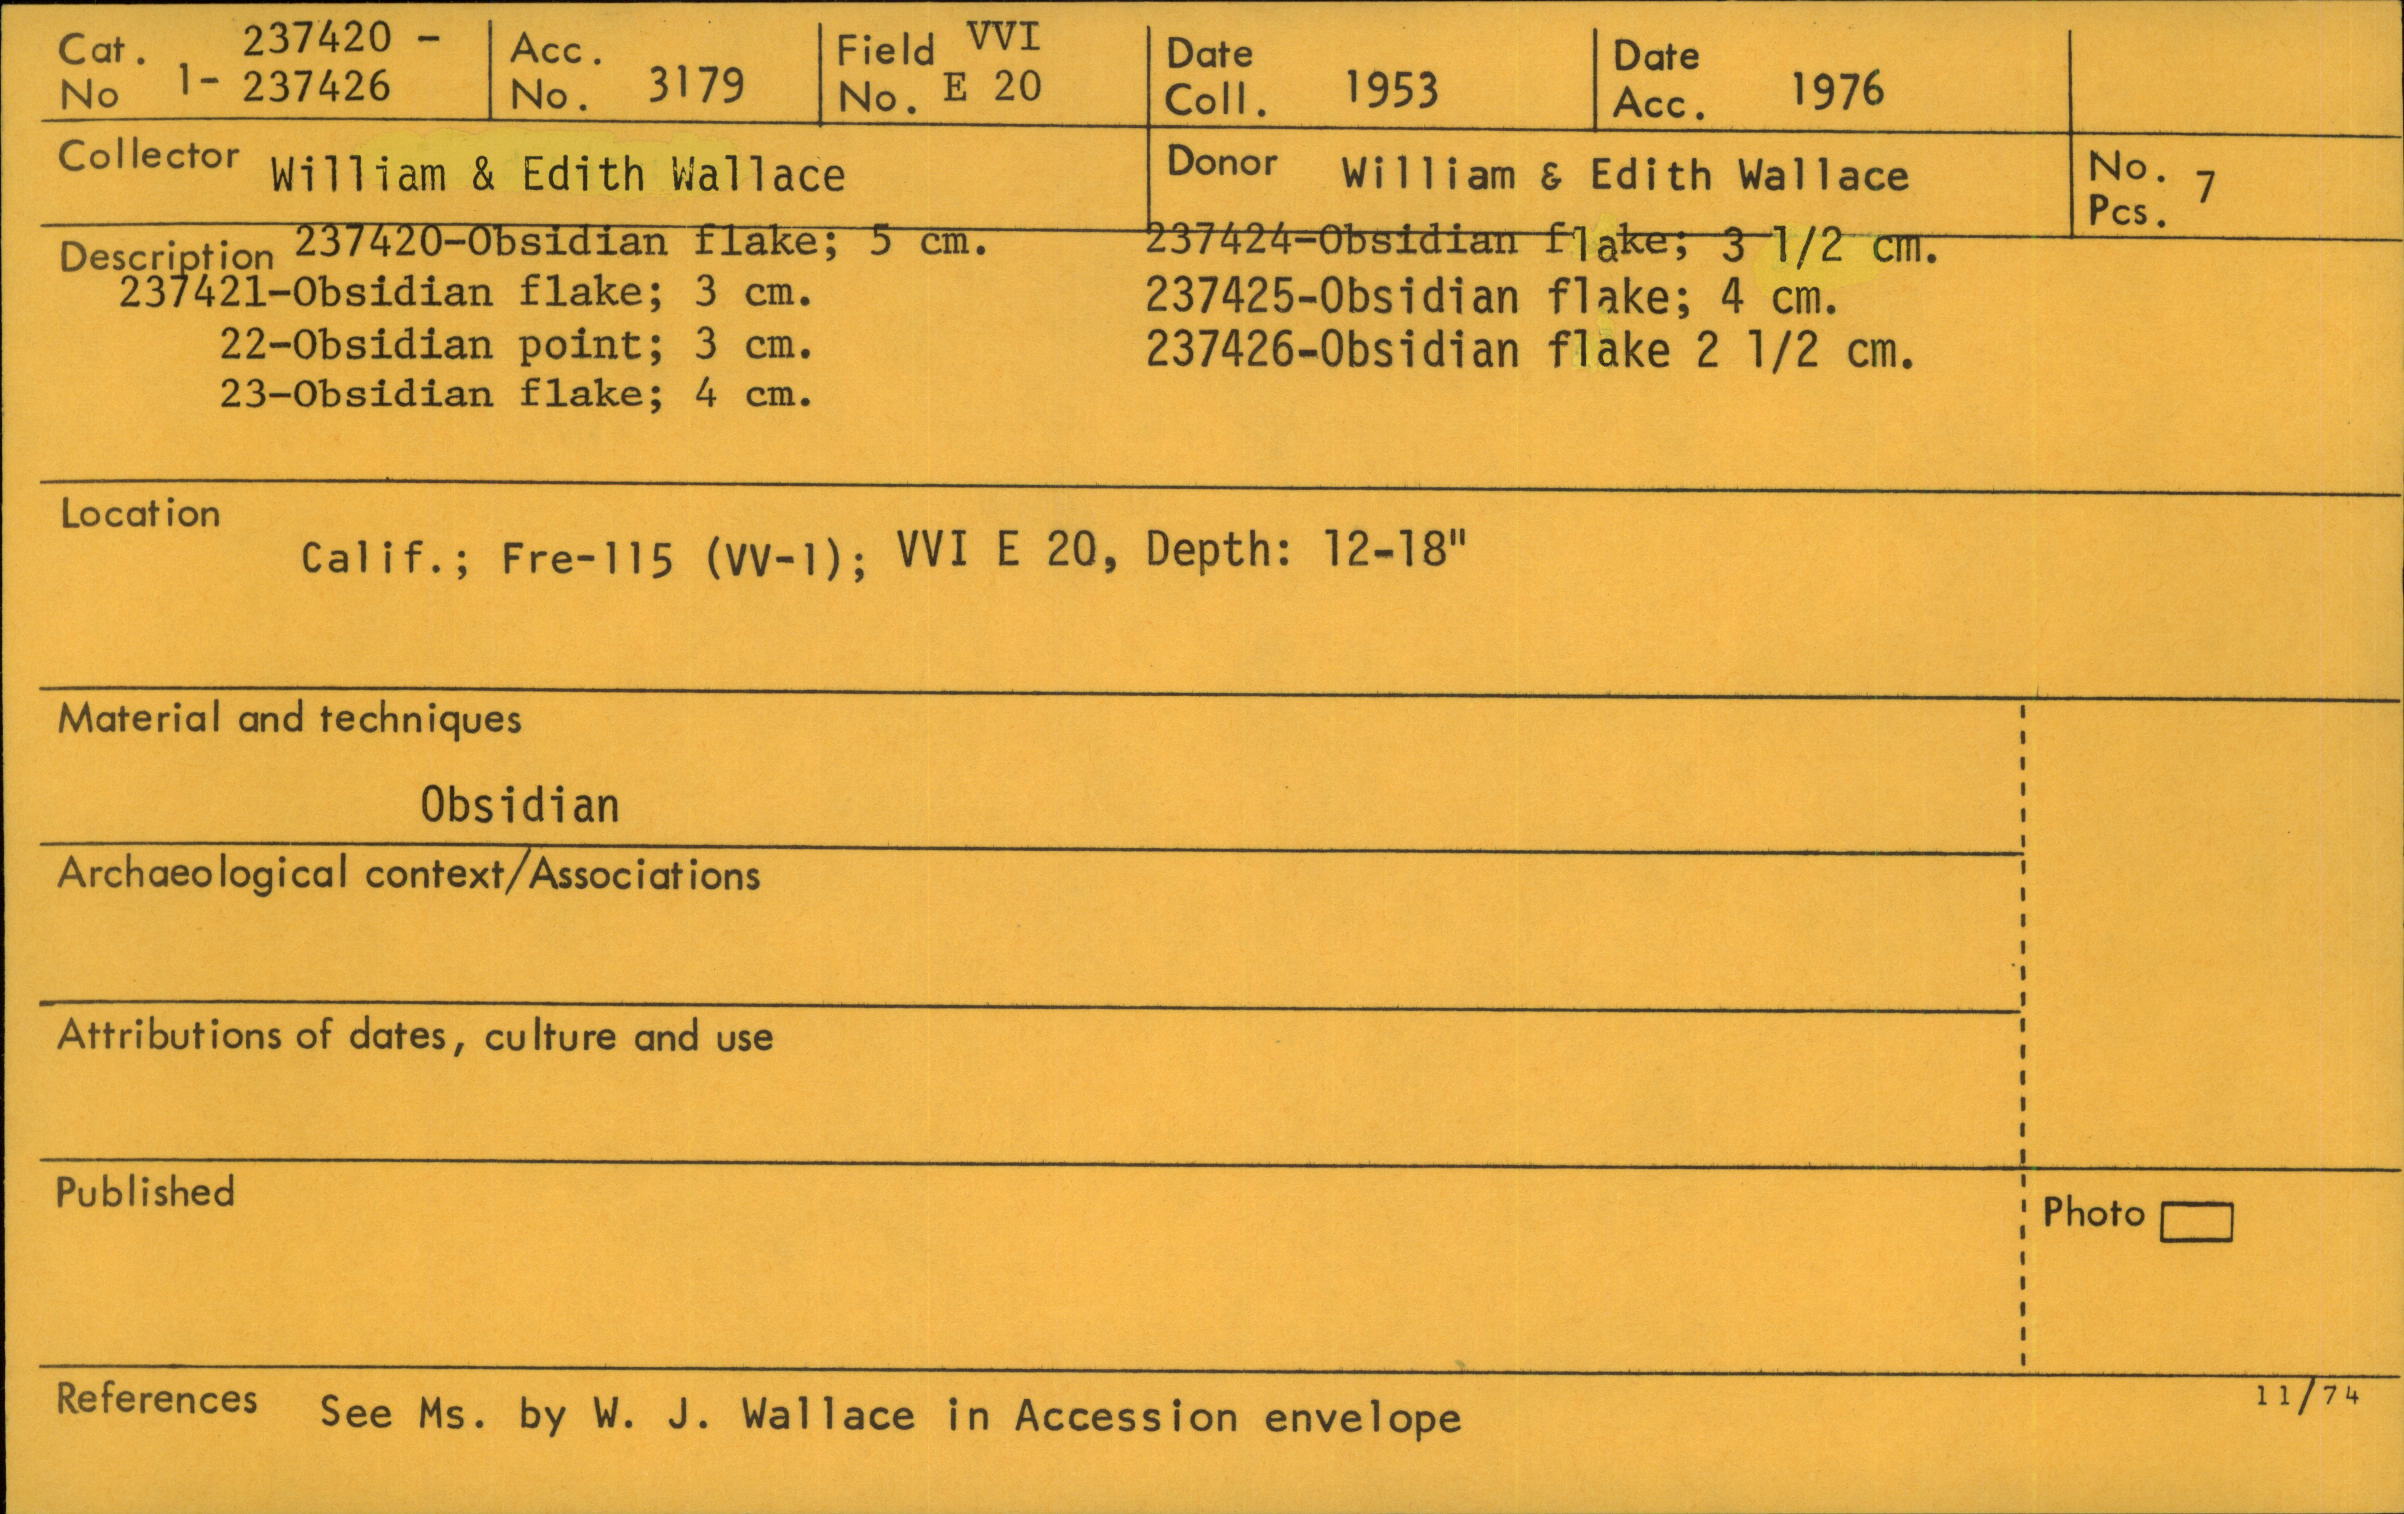 Cat. No 1- 237420 - 237426
Acc. No. 3179
Field No. VVI E 20
Date Coll. 1953
Date Acc. 1976
Collector William & Edith Wallace
Donor William & Edith Wallace
No. Pcs. 7
Description 237420-Obsidian flake; 5 cm.
237421-Obsidian flake; 3 cm.
22-Obsidian point; 3 cm.
23-Obsidian flake; 4 cm.
237424-Obsidian flake; 3 1/2 cm.
237425-Obsidian flake; 4 cm.
237426-Obsidian flake 2 1/2 cm.
Location
Calif.; Fre-115 (VV-1); VVI E 20, Depth: 12-18"
Material and techniques
Obsidian
Archaeological context/Associations
Attributions of dates, culture and use
Published
Photo
References See Ms. by W. J. Wallace in Accession envelope
11/74